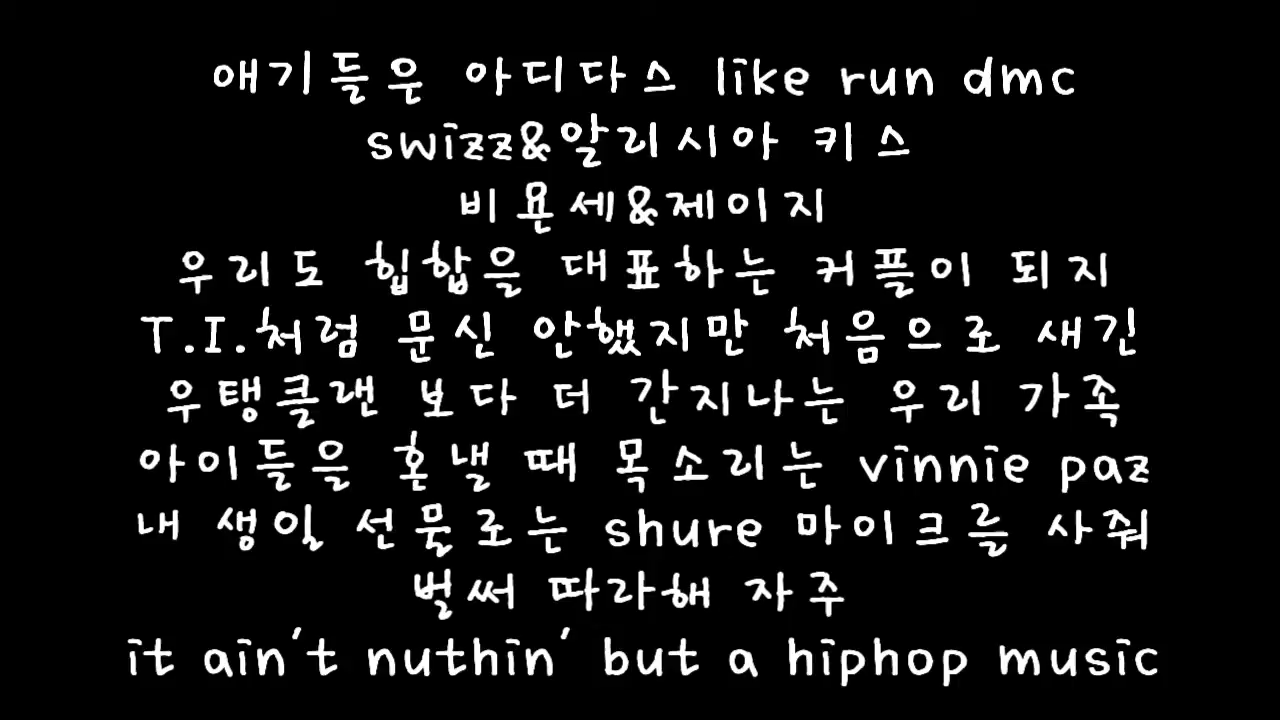 애기들은 아디다스 like run dmc
swizz&알리시아 키스
비욘세&제이지
우리도 힙합을 대표하는 커플이 되지
T.I.처럼 문신 안했지만 처음으로 새긴
우탱클랜 보다 더 간지나는 우리 가족
아이들을 혼낼 때 목소리는 vinnie paz
내 생일 선물로는 shure 마이크를 사줘
벌써 따라해 자주
it ain't nuthin' but a hiphop music